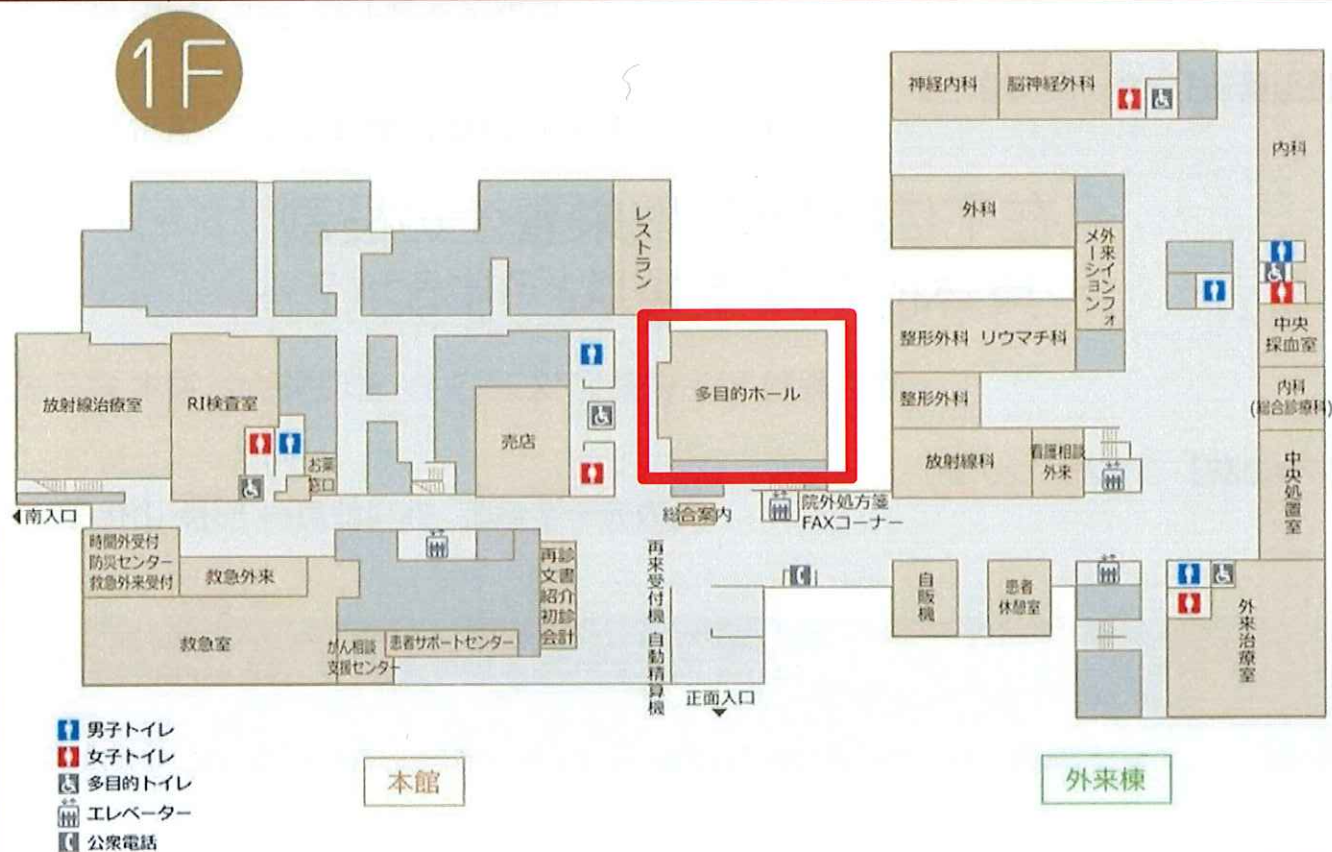 1F
神経内科
脳神経外科
内科
外科
外来インフォ
メーション
レストラン
整形外科 リウマチ科
中央
採血室
多目的ホール
整形外科
内科
(総合診療科)
放射線治療室
RI検査室
売店
放射線科
看護相談
外来
中央処置室
お薬
窓口
南入口
総合案内
院外処方箋
FAXコーナー
時間外受付
防災センター
救急外来受付
救急外来
再診
文書
紹介
初診
会計
再来受付機 自動精算機
自販機
患者
休憩室
外来治療室
救急室
がん相談
支援センター
患者サポートセンター
正面入口
男子トイレ
女子トイレ
多目的トイレ
エレベーター
公衆電話
本館
外来棟